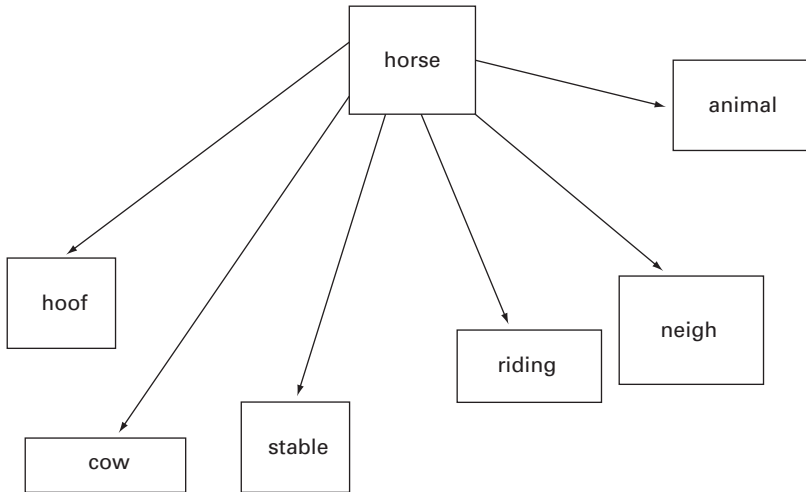 horse
animal
hoof
neigh
riding
stable
cow